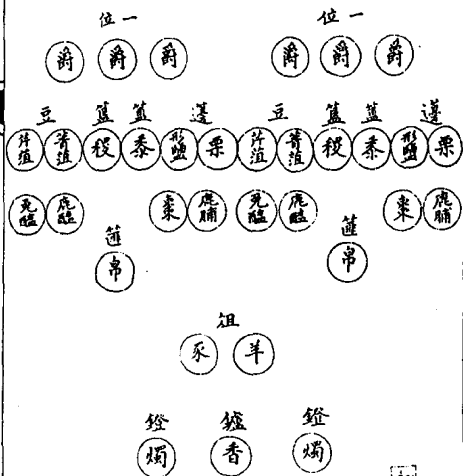 一位 一位
爵 爵 爵 爵 爵 爵
籩 簠 簋 豆 籩 簠 簋 豆
栗 形鹽 黍 稷 菁菹 芹菹 栗 形鹽 黍 稷 菁菹 芹菹
鹿脯 棗 鹿醢 兔醢 鹿脯 棗 鹿醢 兔醢
篚 篚
帛 帛
俎
羊 豕
鐙 鑪 鐙
燭 香 燭